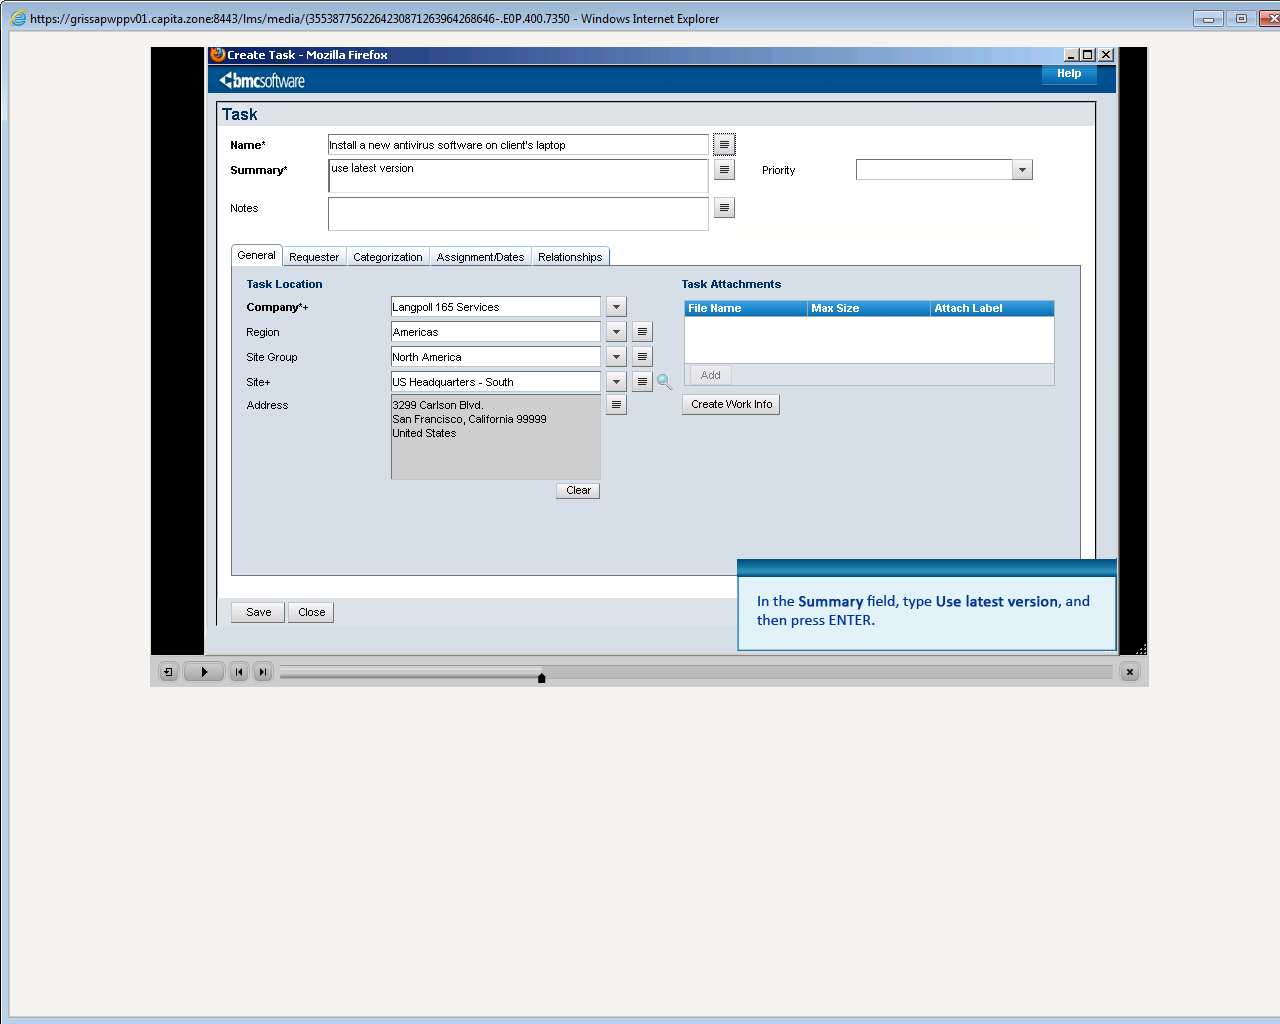 https://grissapwppv01.capita.zone:8443/lms/media/(3553877562264230871263964268646-.E0P.400.7350 - Windows Internet Explorer
Create Task - Mozilla Firefox
bmcsoftware
Help
Task
Name*
Install a new antivirus software on client's laptop
Summary*
use latest version
Priority
Notes
General
Requester
Categorization
Assignment/Dates
Relationships
Task Location
Task Attachments
Company*+
Langpoll 165 Services
File Name
Max Size
Attach Label
Region
Americas
Site Group
North America
Site+
US Headquarters - South
Add
Address
3299 Carlson Blvd.
San Francisco, California 99999
United States
Create Work Info
Clear
In the Summary field, type Use latest version, and
then press ENTER.
Save
Close